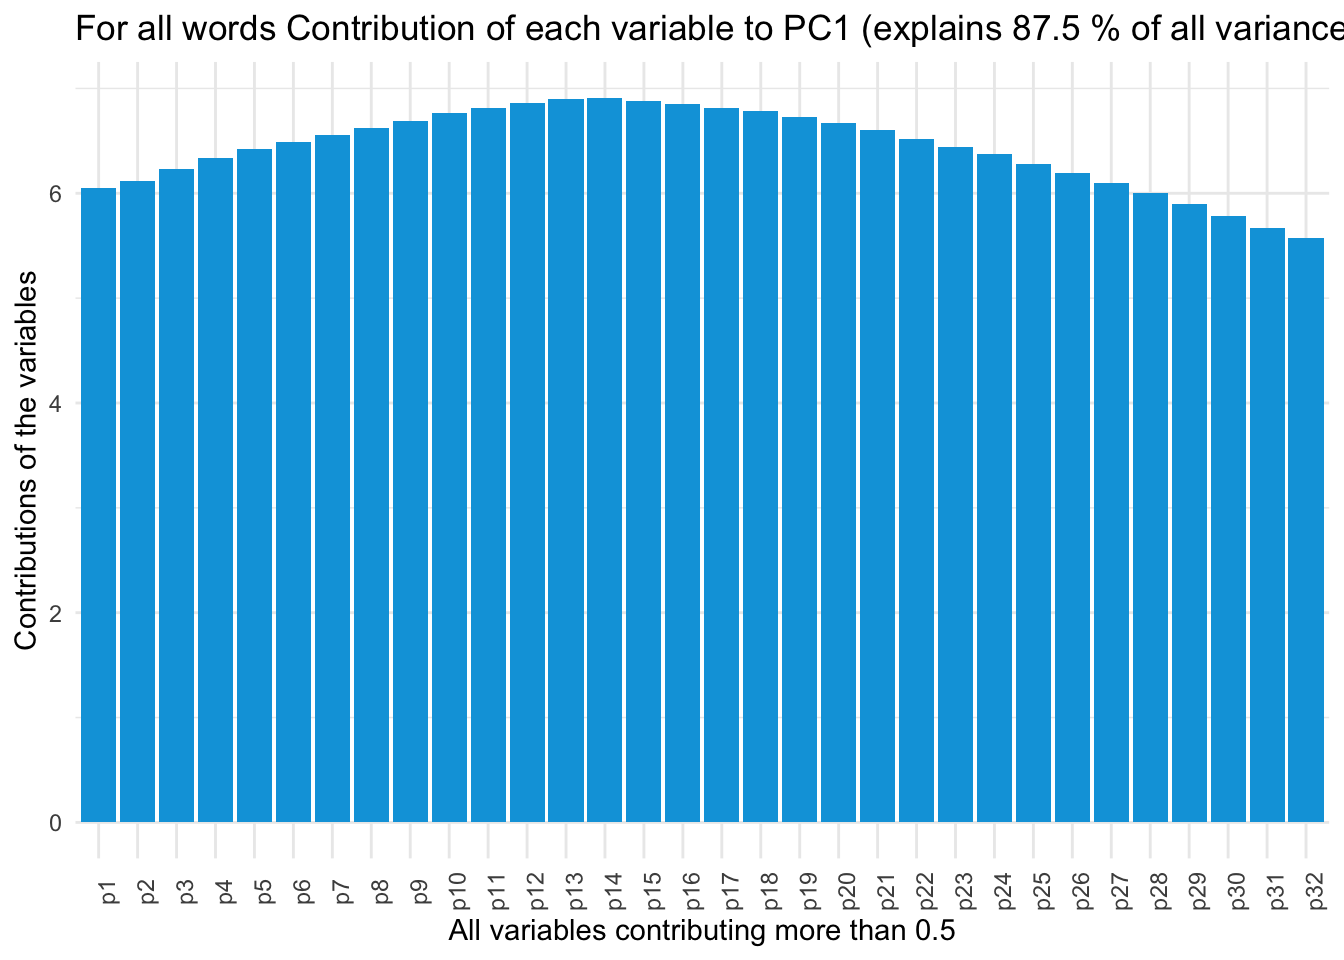 For all words Contribution of each variable to PC1 (explains 87.5 % of all variance
Contributions of the variables
6
4
2
0
p1 p2 p3 p4 p5 p6 p7 p8 p9 p10 p11 p12 p13 p14 p15 p16 p17 p18 p19 p20 p21 p22 p23 p24 p25 p26 p27 p28 p29 p30 p31 p32
All variables contributing more than 0.5